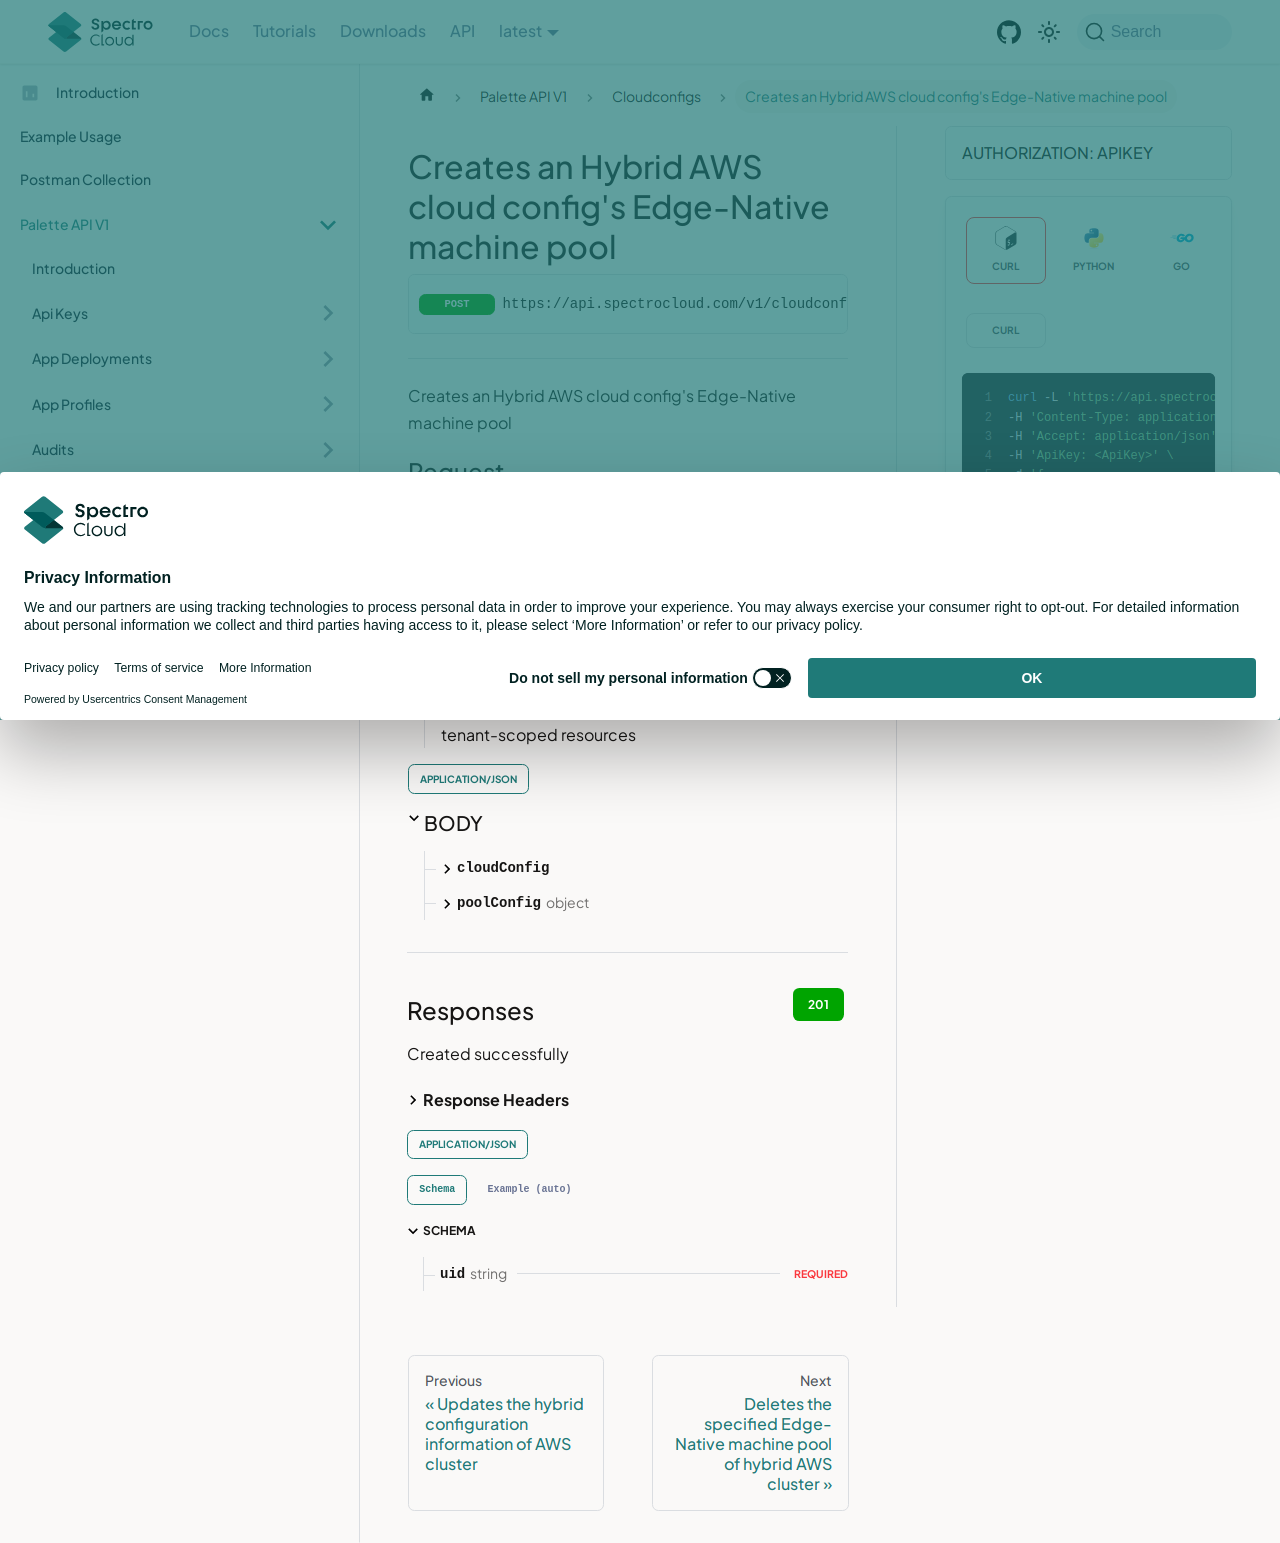 Spectro Cloud
Docs
Tutorials
Downloads
API
latest
Search
Introduction
Example Usage
Postman Collection
Palette API V1
Introduction
Api Keys
App Deployments
App Profiles
Audits
Palette API V1
Cloudconfigs
Creates an Hybrid AWS cloud config's Edge-Native machine pool
Creates an Hybrid AWS
cloud config's Edge-Native
machine pool
POST https://api.spectrocloud.com/v1/cloudconf
Creates an Hybrid AWS cloud config's Edge-Native
machine pool
Request
AUTHORIZATION: APIKEY
CURL
PYTHON
GO
CURL
1 curl -L 'https://api.spectroc
2 -H 'Content-Type: application
3 -H 'Accept: application/json'
4 -H 'ApiKey: <ApiKey>' \
Spectro Cloud
Privacy Information
We and our partners are using tracking technologies to process personal data in order to improve your experience. You may always exercise your consumer right to opt-out. For detailed information
about personal information we collect and third parties having access to it, please select ‘More Information’ or refer to our privacy policy.
Privacy policy
Terms of service
More Information
Powered by Usercentrics Consent Management
Do not sell my personal information
OK
tenant-scoped resources
APPLICATION/JSON
BODY
cloudConfig
poolConfig object
Responses
201
Created successfully
Response Headers
APPLICATION/JSON
Schema
Example (auto)
SCHEMA
uid string
REQUIRED
Previous
« Updates the hybrid
configuration
information of AWS
cluster
Next
Deletes the
specified Edge-
Native machine pool
of hybrid AWS
cluster »